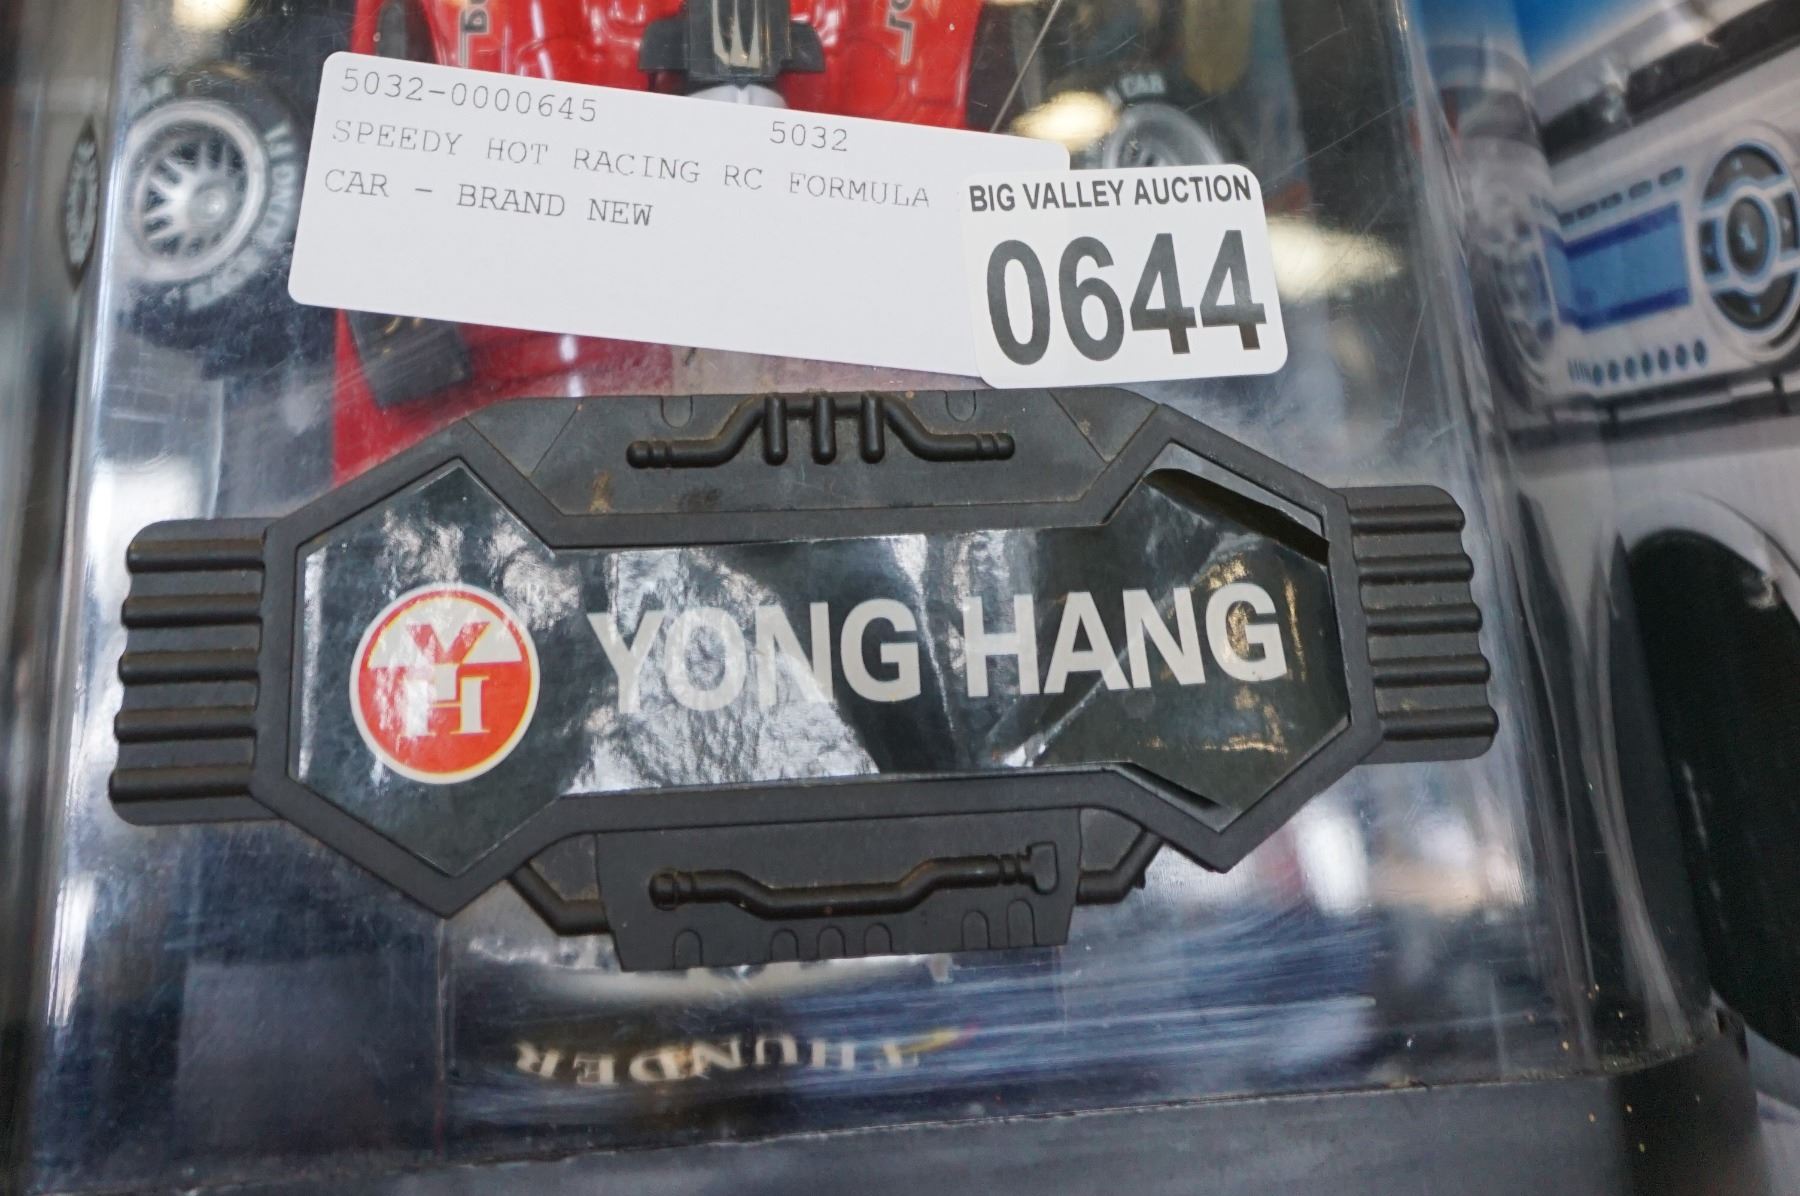 5032-0000645
5032
SPEEDY HOT RACING RC FORMULA
CAR - BRAND NEW
BIG VALLEY AUCTION
0644
CAR
YH
YONG HANG
THUNDER